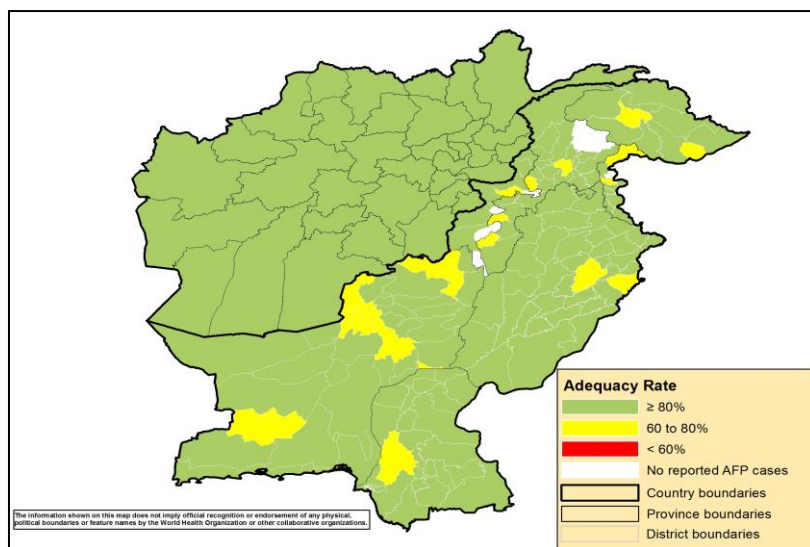 Adequacy Rate
≥ 80%
60 to 80%
< 60%
No reported AFP cases
Country boundaries
Province boundaries
District boundaries
The information shown on this map does not imply official recognition or endorsement of any physical,
political boundaries or feature names by the World Health Organization or other collaborative organizations.